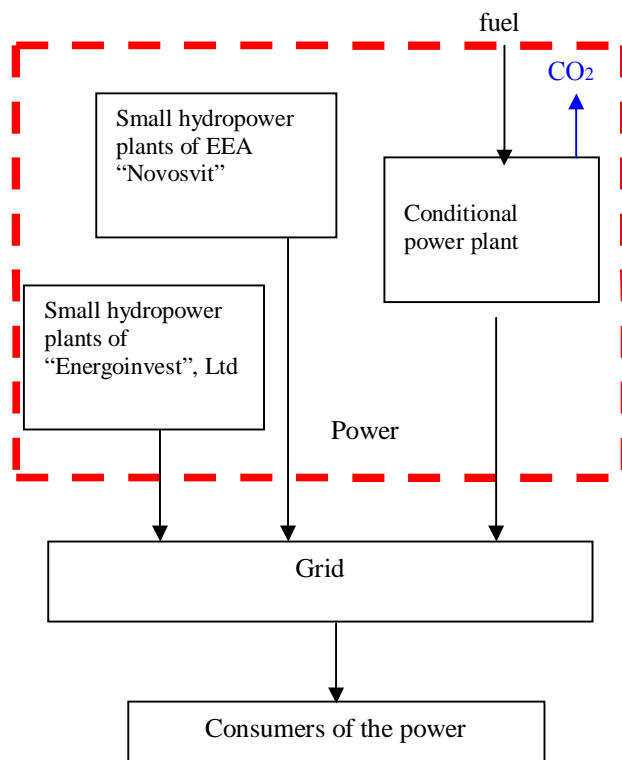 fuel
CO2
Small hydropower
plants of EEA
“Novosvit”
Conditional
power plant
Small hydropower
plants of
“Energoinvest”, Ltd
Power
Grid
Consumers of the power